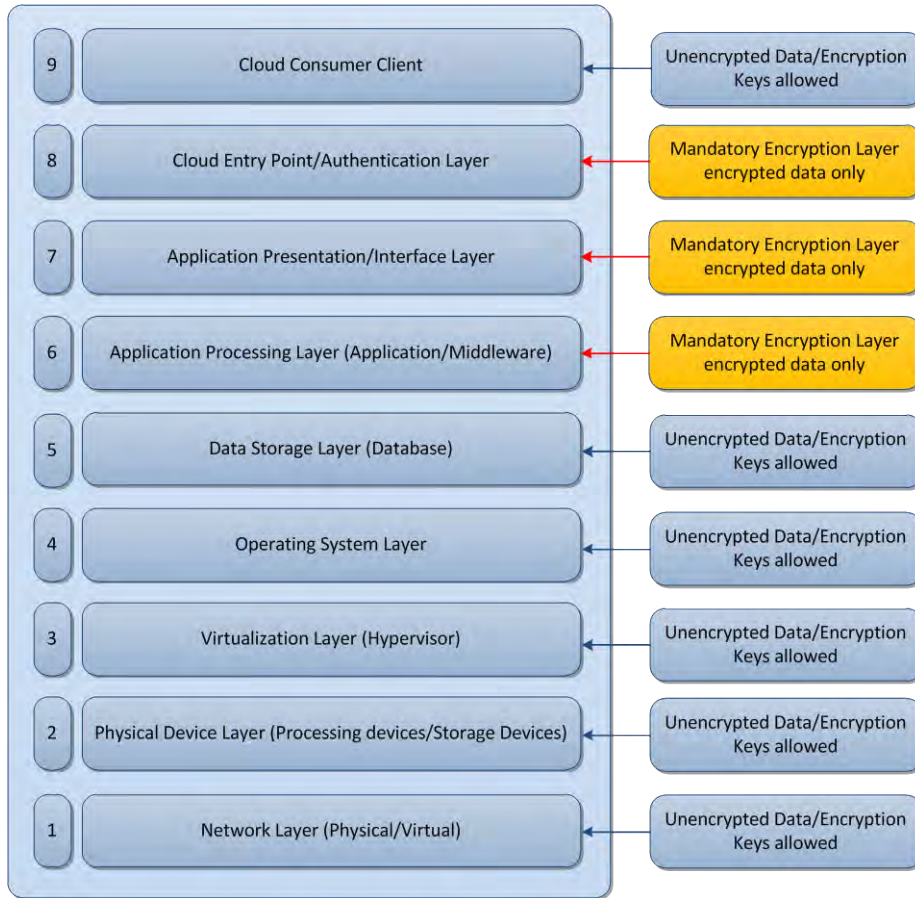 9
Cloud Consumer Client
Unencrypted Data/Encryption
Keys allowed
8
Cloud Entry Point/Authentication Layer
Mandatory Encryption Layer
encrypted data only
7
Application Presentation/Interface Layer
Mandatory Encryption Layer
encrypted data only
6
Application Processing Layer (Application/Middleware)
Mandatory Encryption Layer
encrypted data only
5
Data Storage Layer (Database)
Unencrypted Data/Encryption
Keys allowed
4
Operating System Layer
Unencrypted Data/Encryption
Keys allowed
3
Virtualization Layer (Hypervisor)
Unencrypted Data/Encryption
Keys allowed
2
Physical Device Layer (Processing devices/Storage Devices)
Unencrypted Data/Encryption
Keys allowed
1
Network Layer (Physical/Virtual)
Unencrypted Data/Encryption
Keys allowed